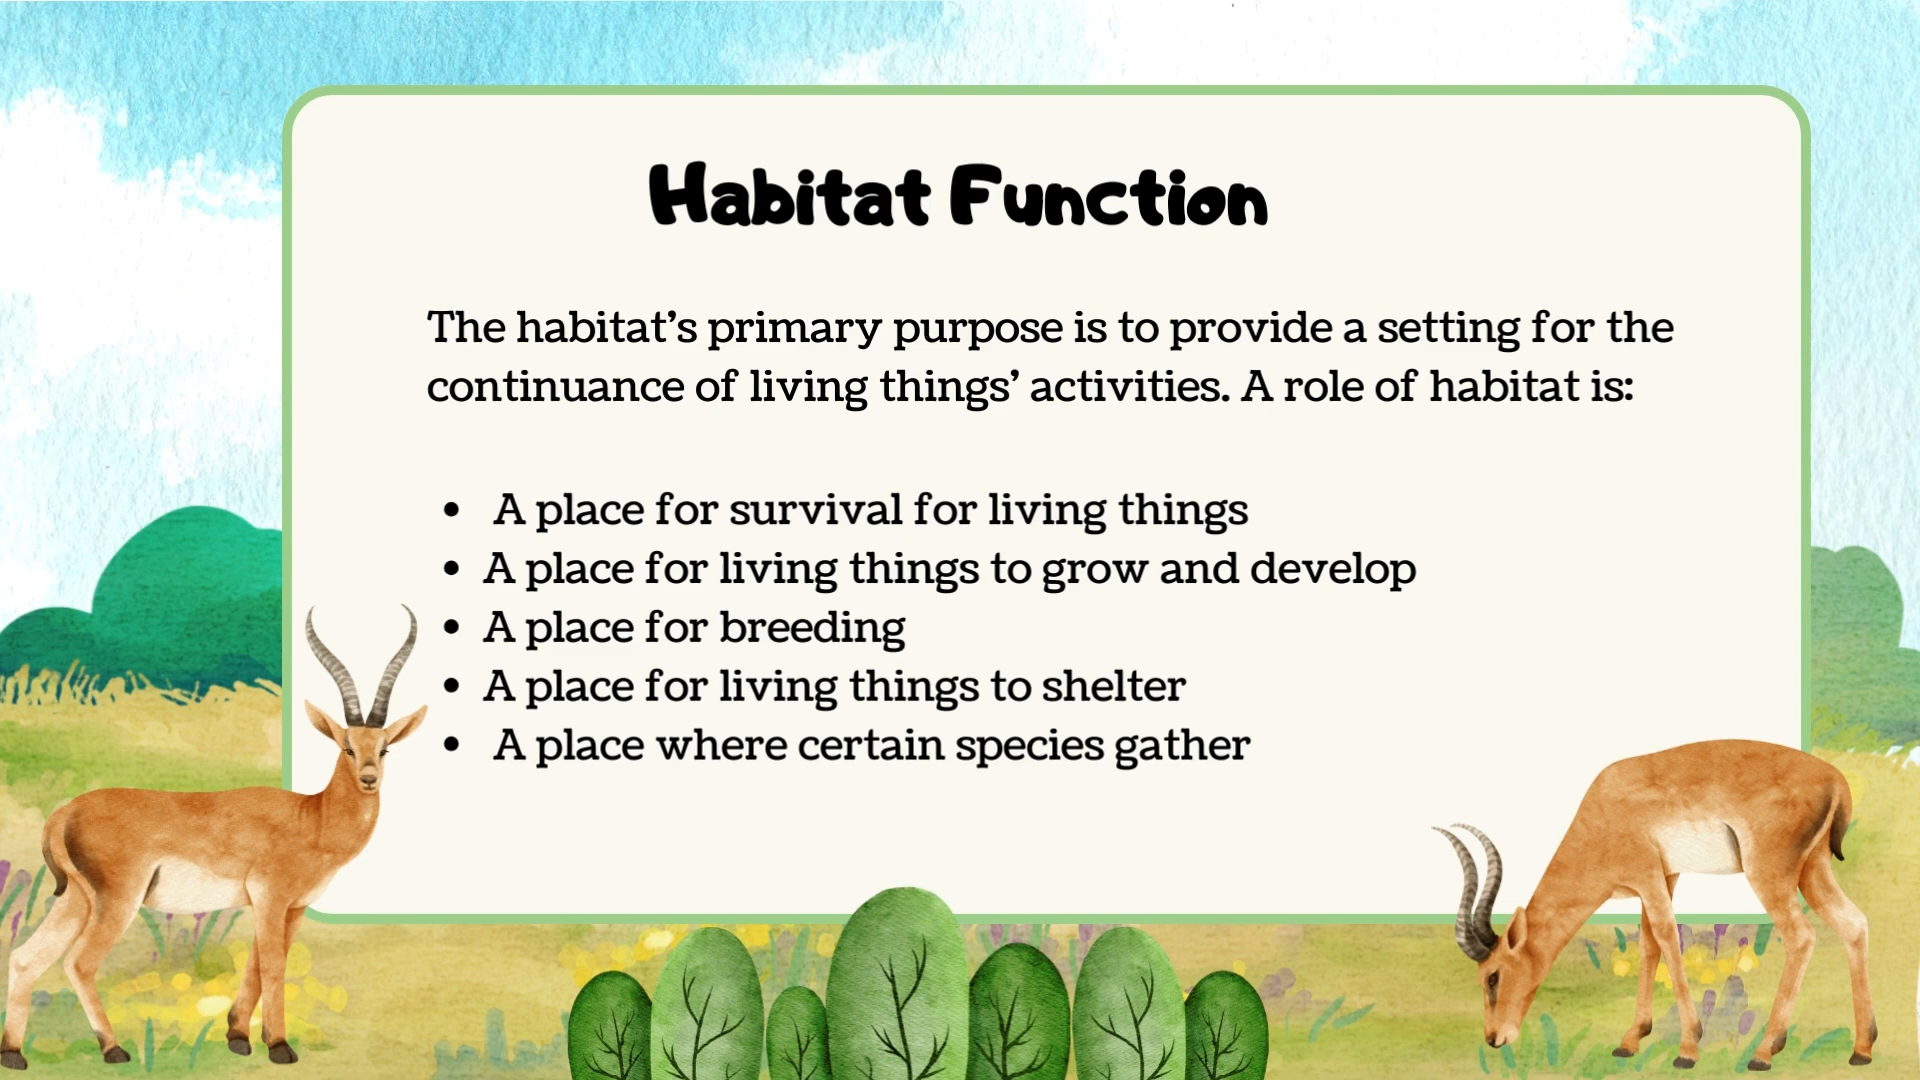 Habitat Function
The habitat’s primary purpose is to provide a setting for the
continuance of living things’ activities. A role of habitat is:
• A place for survival for living things
• A place for living things to grow and develop
• A place for breeding
• A place for living things to shelter
• A place where certain species gather